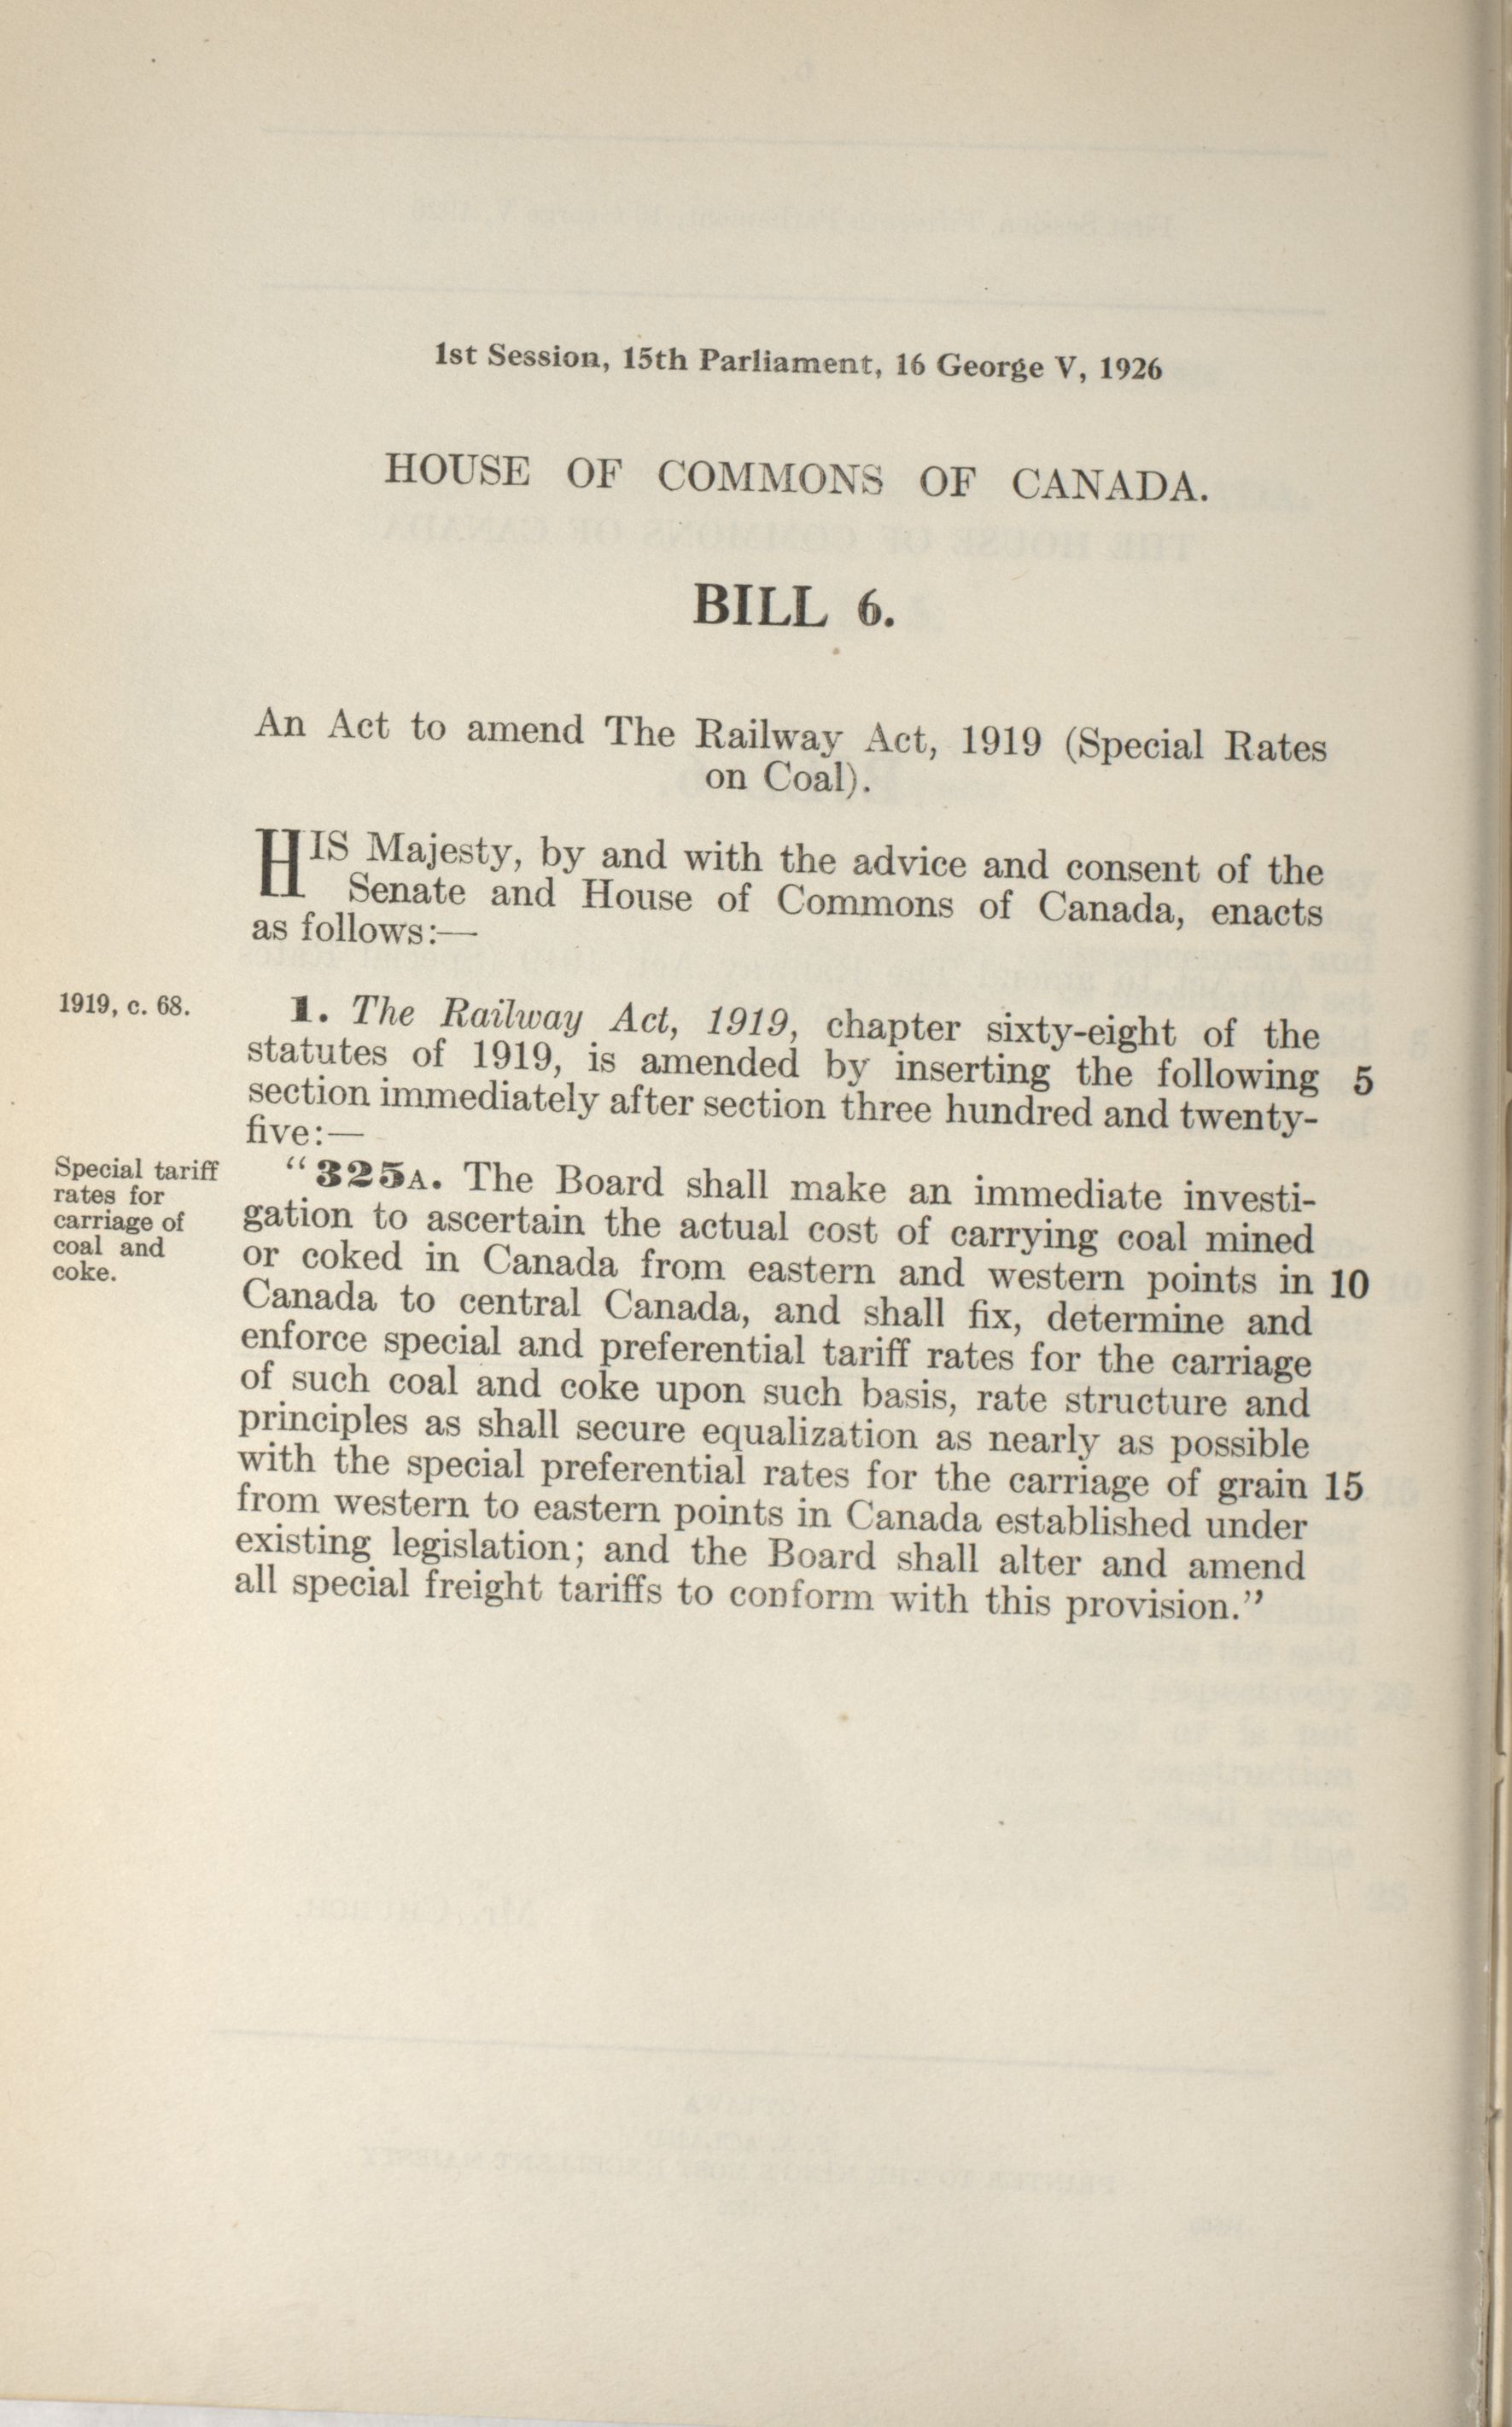 1st Session, 15th Parliament, 16 George V, 1926
HOUSE OF COMMONS OF CANADA.
BILL 6.
An Act to amend The Railway Act, 1919 (Special Rates
on Coal).
HIS Majesty, by and with the advice and consent of the
Senate and House of Commons of Canada, enacts
as follows:—
1919, c. 68.
1. The Railway Act, 1919, chapter sixty-eight of the
statutes of 1919, is amended by inserting the following 5
section immediately after section three hundred and twenty-
five:—
Special tariff
rates for
carriage of
coal and
coke.
“325A. The Board shall make an immediate investi-
gation to ascertain the actual cost of carrying coal mined
or coked in Canada from eastern and western points in 10
Canada to central Canada, and shall fix, determine and
enforce special and preferential tariff rates for the carriage
of such coal and coke upon such basis, rate structure and
principles as shall secure equalization as nearly as possible
with the special preferential rates for the carriage of grain 15
from western to eastern points in Canada established under
existing legislation; and the Board shall alter and amend
all special freight tariffs to conform with this provision.”